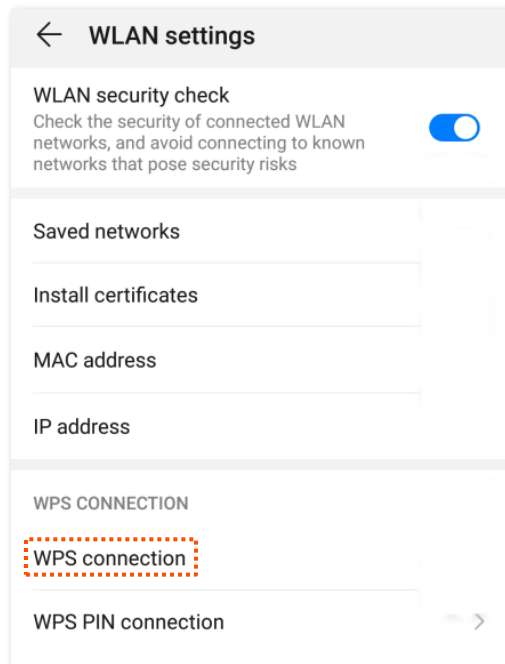 WLAN settings
WLAN security check
Check the security of connected WLAN
networks, and avoid connecting to known
networks that pose security risks
Saved networks
Install certificates
MAC address
IP address
WPS CONNECTION
WPS connection
WPS PIN connection